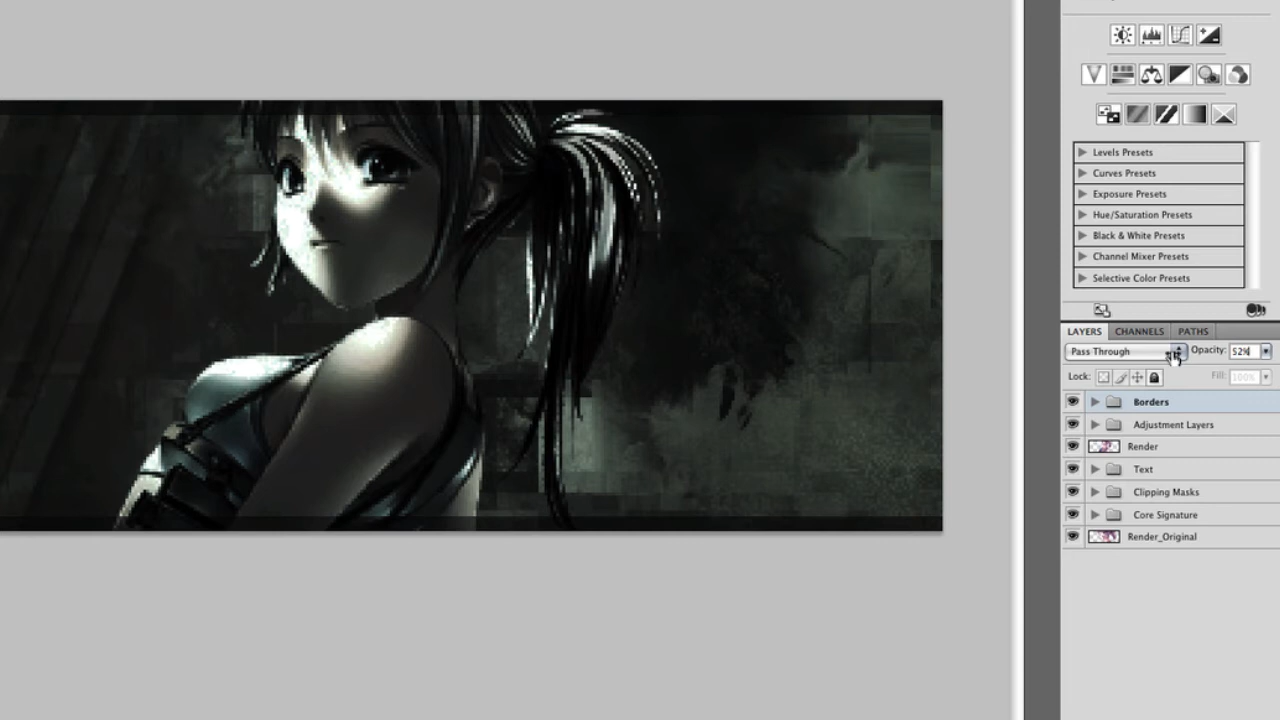 Levels Presets
Curves Presets
Exposure Presets
Hue/Saturation Presets
Black & White Presets
Channel Mixer Presets
Selective Color Presets
LAYERS CHANNELS PATHS
Pass Through Opacity: 52%
Lock: Fill: 100%
Borders
Adjustment Layers
Render
Text
Clipping Masks
Core Signature
Render_Original